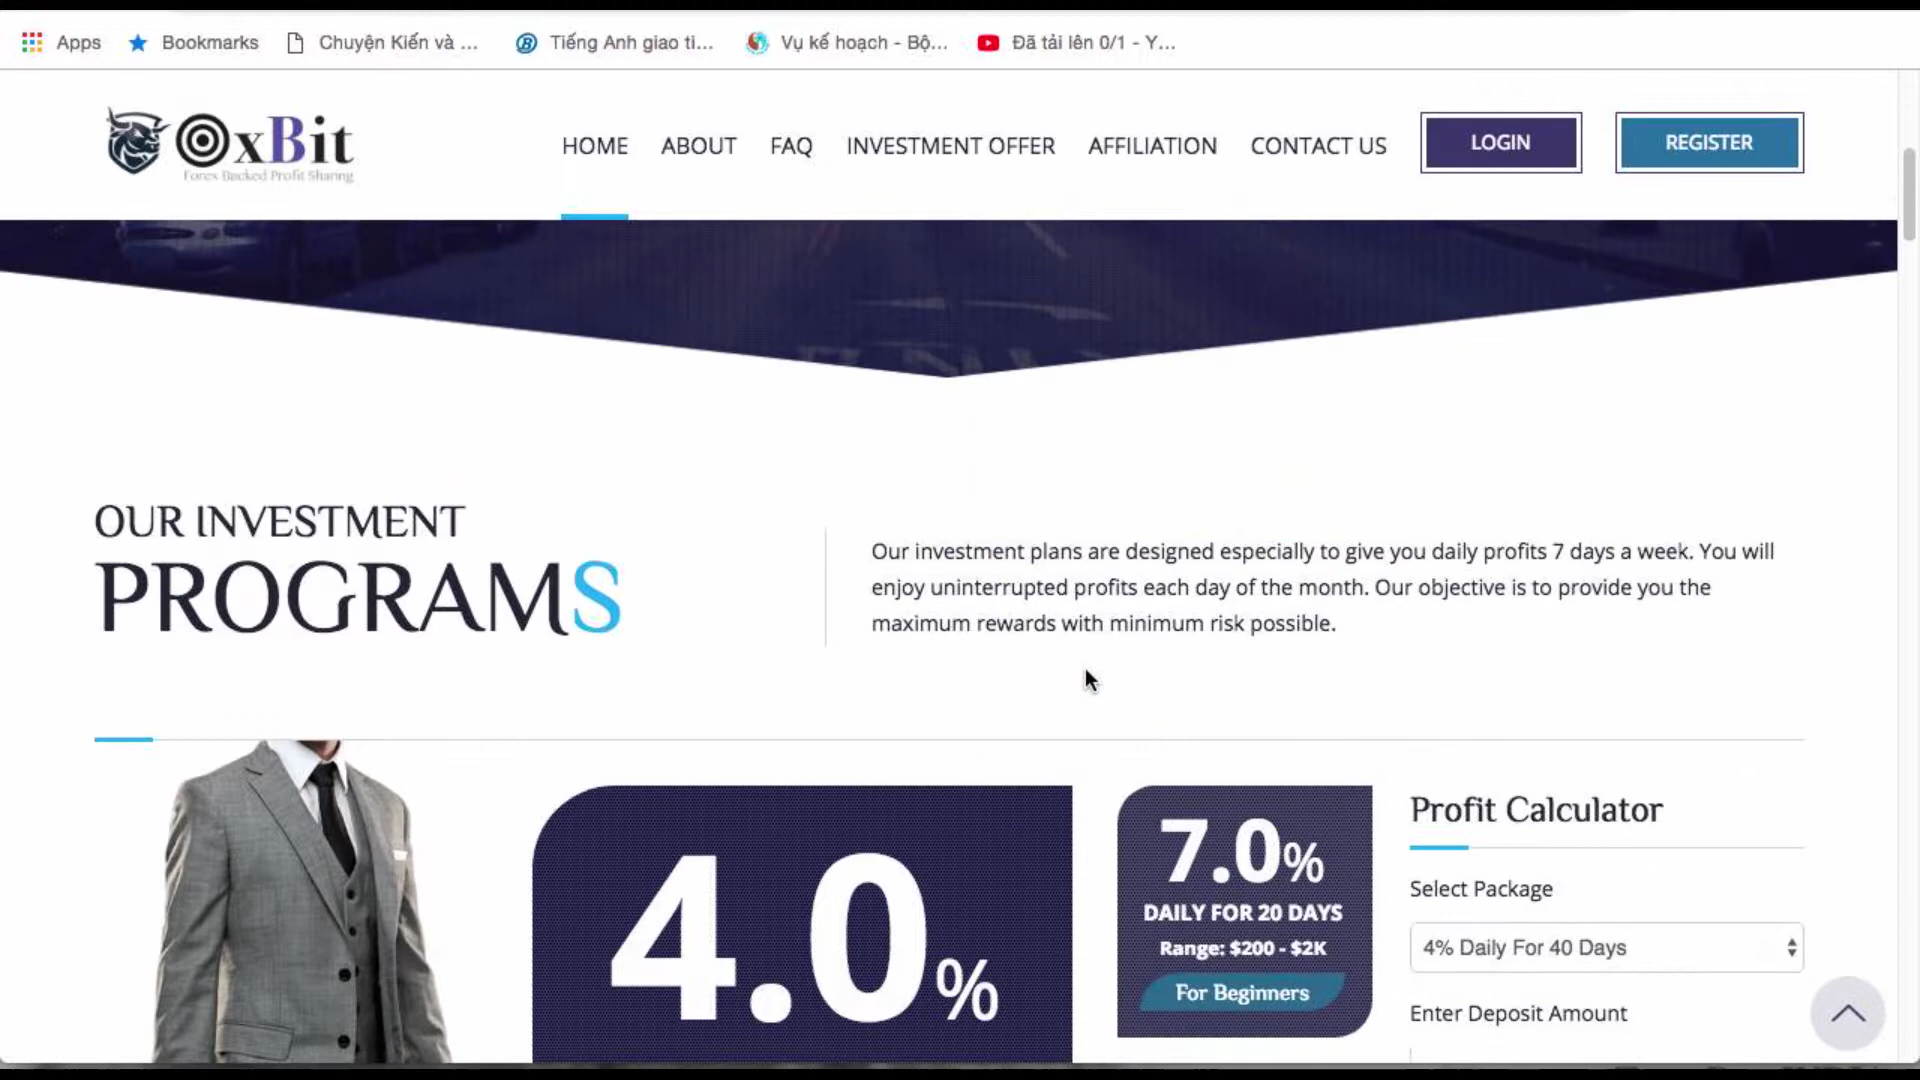 Apps
Bookmarks
Chuyện Kiến và ...
Tiếng Anh giao ti...
Vụ kế hoạch - Bộ...
Đã tải lên 0/1 - Y...
OxBit
Forex Backed Profit Sharing
HOME
ABOUT
FAQ
INVESTMENT OFFER
AFFILIATION
CONTACT US
LOGIN
REGISTER
OUR INVESTMENT
PROGRAMS
Our investment plans are designed especially to give you daily profits 7 days a week. You will
enjoy uninterrupted profits each day of the month. Our objective is to provide you the
maximum rewards with minimum risk possible.
4.0%
7.0%
DAILY FOR 20 DAYS
Range: $200 - $2K
For Beginners
Profit Calculator
Select Package
4% Daily For 40 Days
Enter Deposit Amount